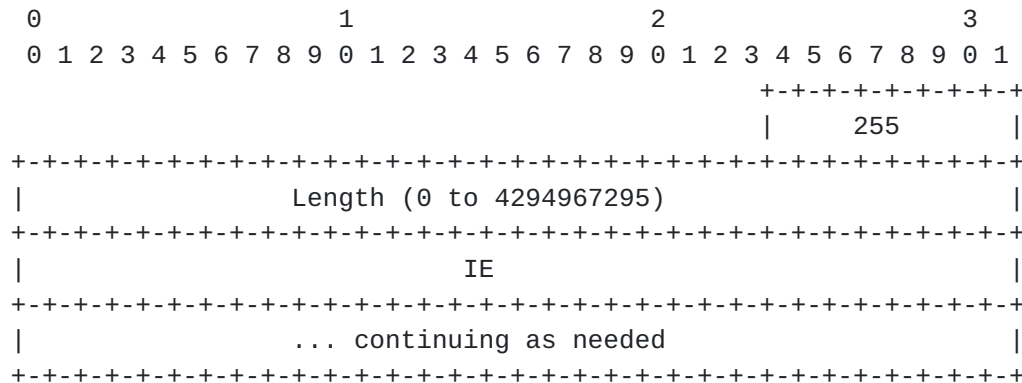 0                   1                   2                   3
 0 1 2 3 4 5 6 7 8 9 0 1 2 3 4 5 6 7 8 9 0 1 2 3 4 5 6 7 8 9 0 1
                                                +-+-+-+-+-+-+-+-+
                                                |     255       |
+-+-+-+-+-+-+-+-+-+-+-+-+-+-+-+-+-+-+-+-+-+-+-+-+-+-+-+-+-+-+-+-+
|                 Length (0 to 4294967295)                      |
+-+-+-+-+-+-+-+-+-+-+-+-+-+-+-+-+-+-+-+-+-+-+-+-+-+-+-+-+-+-+-+-+
|                            IE                                 |
+-+-+-+-+-+-+-+-+-+-+-+-+-+-+-+-+-+-+-+-+-+-+-+-+-+-+-+-+-+-+-+-+
|                 ... continuing as needed                      |
+-+-+-+-+-+-+-+-+-+-+-+-+-+-+-+-+-+-+-+-+-+-+-+-+-+-+-+-+-+-+-+-+